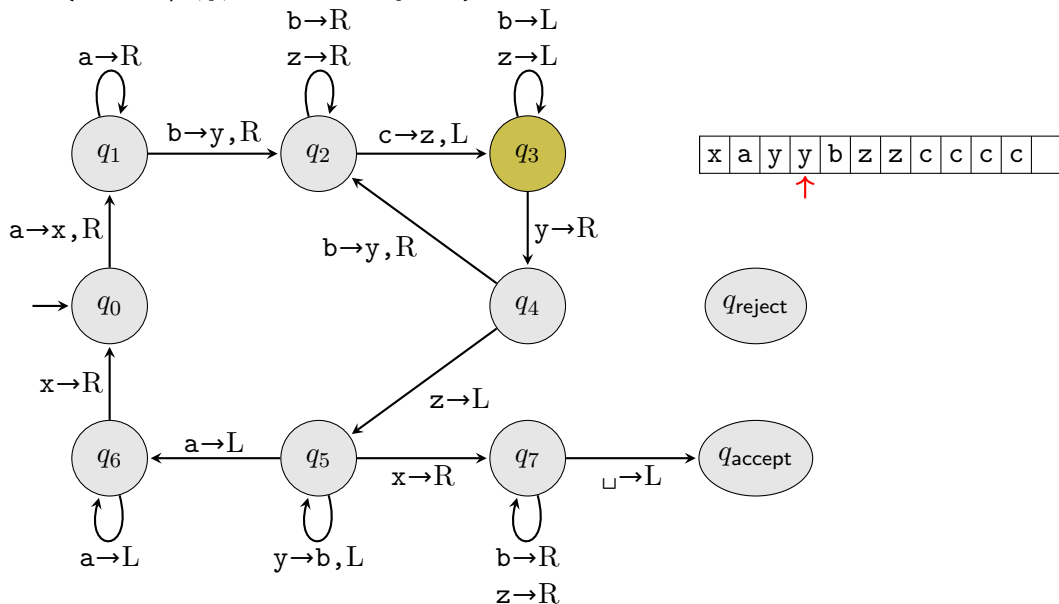 b→R
z→R
b→L
z→L
a→R
q1
b→y,R
q2
c→z,L
q3
x a y y b z z c c c c
a→x,R
b→y,R
y→R
q0
q4
qreject
x→R
z→L
q6
a→L
q5
x→R
q7
␣→L
qaccept
a→L
y→b,L
b→R
z→R